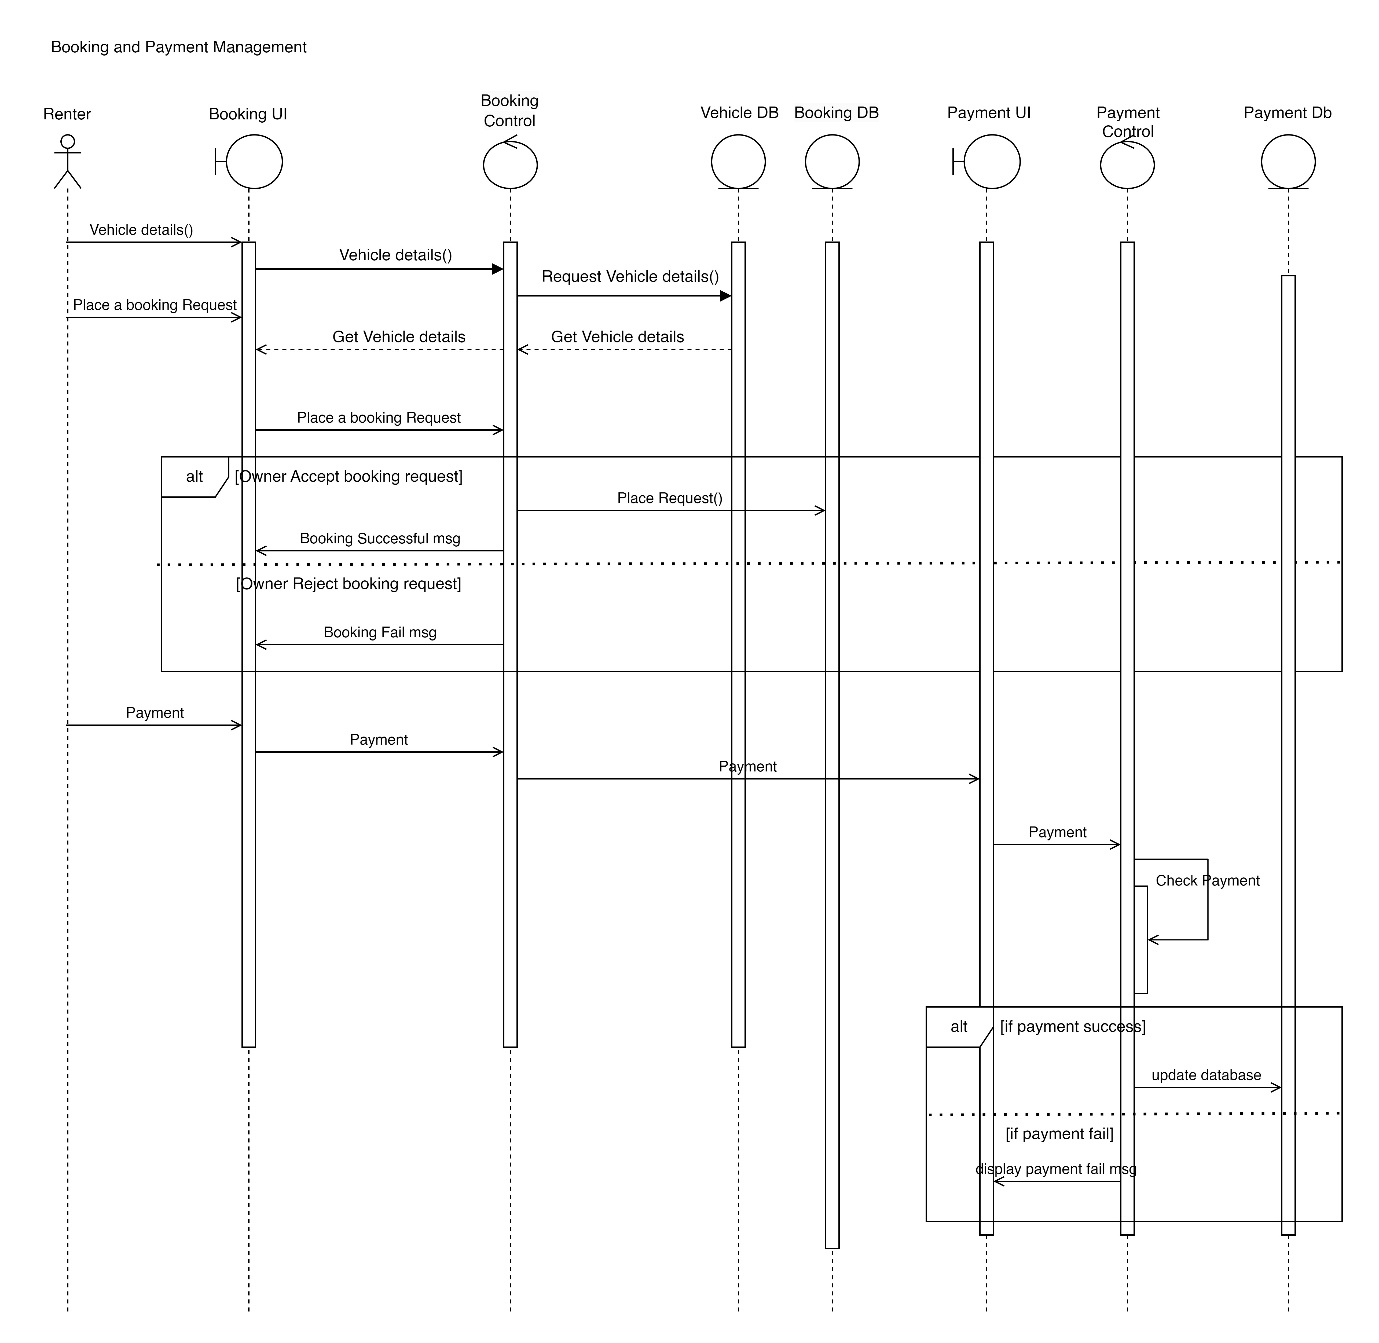 Booking and Payment Management
Renter
Booking UI
Booking
Control
Vehicle DB
Booking DB
Payment UI
Payment
Control
Payment Db
Vehicle details()
Vehicle details()
Request Vehicle details()
Place a booking Request
Get Vehicle details
Get Vehicle details
Place a booking Request
alt
[Owner Accept booking request]
Place Request()
Booking Successful msg
[Owner Reject booking request]
Booking Fail msg
Payment
Payment
Payment
Payment
Check Payment
alt
[if payment success]
update database
[if payment fail]
display payment fail msg